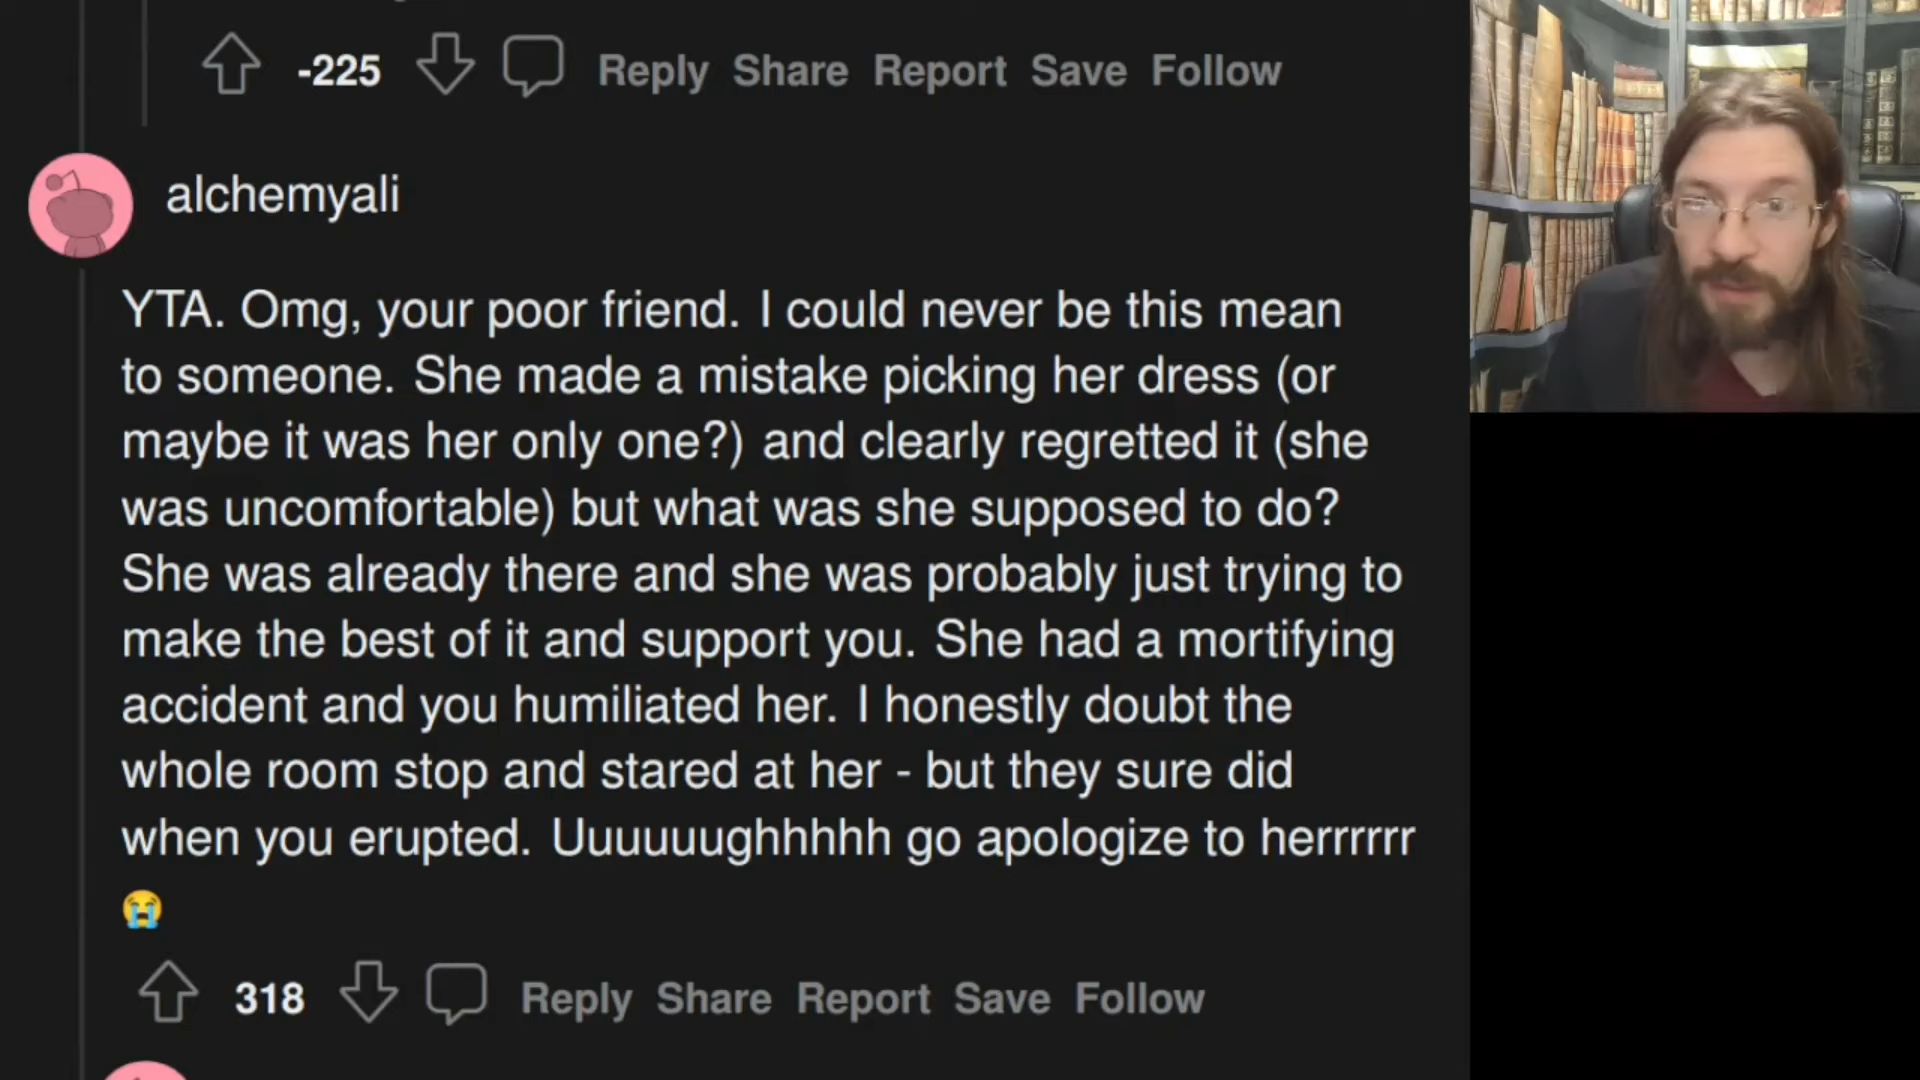 -225 Reply Share Report Save Follow
alchemyali
YTA. Omg, your poor friend. I could never be this mean
to someone. She made a mistake picking her dress (or
maybe it was her only one?) and clearly regretted it (she
was uncomfortable) but what was she supposed to do?
She was already there and she was probably just trying to
make the best of it and support you. She had a mortifying
accident and you humiliated her. I honestly doubt the
whole room stop and stared at her - but they sure did
when you erupted. Uuuuuughhhhh go apologize to herrrrrr
😭
318 Reply Share Report Save Follow